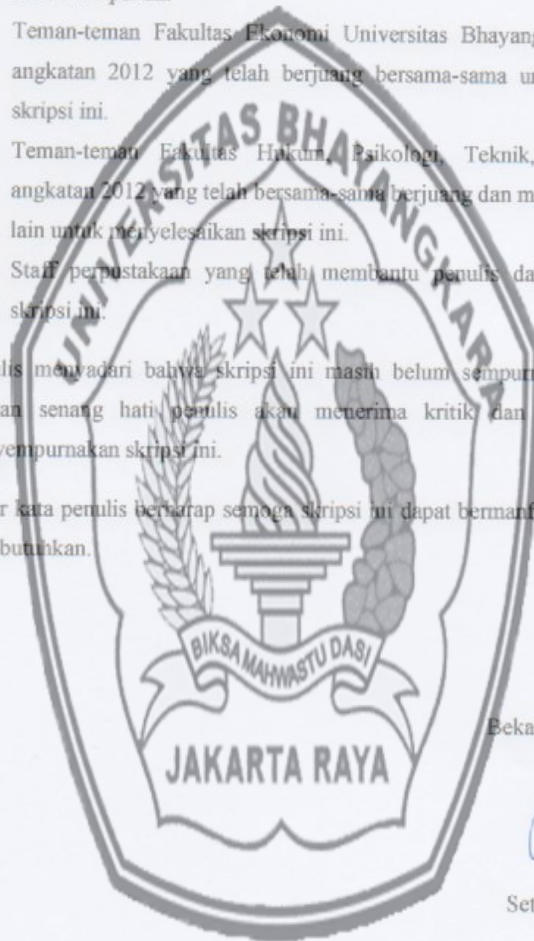 Teman-teman Fakultas Ekonomi Universitas Bhayang
angkatan 2012 yang telah berjuang bersama-sama un
skripsi ini.
Teman-teman Fakultas Hukum, Psikologi, Teknik,
angkatan 2012 yang telah bersama-sama berjuang dan m
lain untuk menyelesaikan skripsi ini.
Staff perpustakaan yang telah membantu penulis da
skripsi ini.
lis menyadari bahwa skripsi ini masih belum sempurn
an senang hati penulis akan menerima kritik dan
yempurnakan skripsi ini.
r kata penulis berharap semoga skripsi ini dapat bermanf
butuhkan.
UNIVERSITAS BHAYANGKARA
BIKSA MAHWASTU DASI
JAKARTA RAYA
Beka
Set